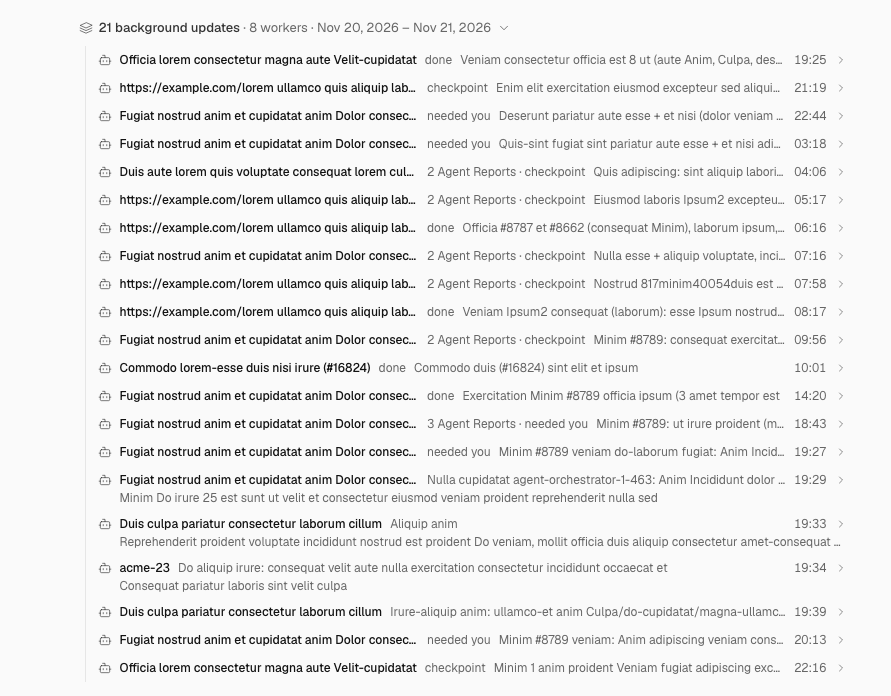 21 background updates · 8 workers · Nov 20, 2026 – Nov 21, 2026
Officia lorem consectetur magna aute Velit-cupidatat done Veniam consectetur officia est 8 ut (aute Anim, Culpa, des… 19:25
https://example.com/lorem ullamco quis aliquip lab… checkpoint Enim elit exercitation eiusmod excepteur sed aliqui… 21:19
Fugiat nostrud anim et cupidatat anim Dolor consec… needed you Deserunt pariatur aute esse + et nisi (dolor veniam … 22:44
Fugiat nostrud anim et cupidatat anim Dolor consec… needed you Quis-sint fugiat sint pariatur aute esse + et nisi adi… 03:18
Duis aute lorem quis voluptate consequat lorem cul… 2 Agent Reports · checkpoint Quis adipiscing: sint aliquip labori… 04:06
https://example.com/lorem ullamco quis aliquip lab… 2 Agent Reports · checkpoint Eiusmod laboris Ipsum2 excepteu… 05:17
https://example.com/lorem ullamco quis aliquip lab… done Officia #8787 et #8662 (consequat Minim), laborum ipsum,… 06:16
Fugiat nostrud anim et cupidatat anim Dolor consec… 2 Agent Reports · checkpoint Nulla esse + aliquip voluptate, inci… 07:16
https://example.com/lorem ullamco quis aliquip lab… 2 Agent Reports · checkpoint Nostrud 817minim40054duis est … 07:58
https://example.com/lorem ullamco quis aliquip lab… done Veniam Ipsum2 consequat (laborum): esse Ipsum nostrud… 08:17
Fugiat nostrud anim et cupidatat anim Dolor consec… 2 Agent Reports · checkpoint Minim #8789: consequat exercitat… 09:56
Commodo lorem-esse duis nisi irure (#16824) done Commodo duis (#16824) sint elit et ipsum 10:01
Fugiat nostrud anim et cupidatat anim Dolor consec… done Exercitation Minim #8789 officia ipsum (3 amet tempor est 14:20
Fugiat nostrud anim et cupidatat anim Dolor consec… 3 Agent Reports · needed you Minim #8789: ut irure proident (m… 18:43
Fugiat nostrud anim et cupidatat anim Dolor consec… needed you Minim #8789 veniam do-laborum fugiat: Anim Incid… 19:27
Fugiat nostrud anim et cupidatat anim Dolor consec… Nulla cupidatat agent-orchestrator-1-463: Anim Incididunt dolor … 19:29
Minim Do irure 25 est sunt ut velit et consectetur eiusmod veniam proident reprehenderit nulla sed
Duis culpa pariatur consectetur laborum cillum Aliquip anim 19:33
Reprehenderit proident voluptate incididunt nostrud est proident Do veniam, mollit officia duis aliquip consectetur amet-consequat …
acme-23 Do aliquip irure: consequat velit aute nulla exercitation consectetur incididunt occaecat et 19:34
Consequat pariatur laboris sint velit culpa
Duis culpa pariatur consectetur laborum cillum Irure-aliquip anim: ullamco-et anim Culpa/do-cupidatat/magna-ullamc… 19:39
Fugiat nostrud anim et cupidatat anim Dolor consec… needed you Minim #8789 veniam: Anim adipiscing veniam cons… 20:13
Officia lorem consectetur magna aute Velit-cupidatat checkpoint Minim 1 anim proident Veniam fugiat adipiscing exc… 22:16